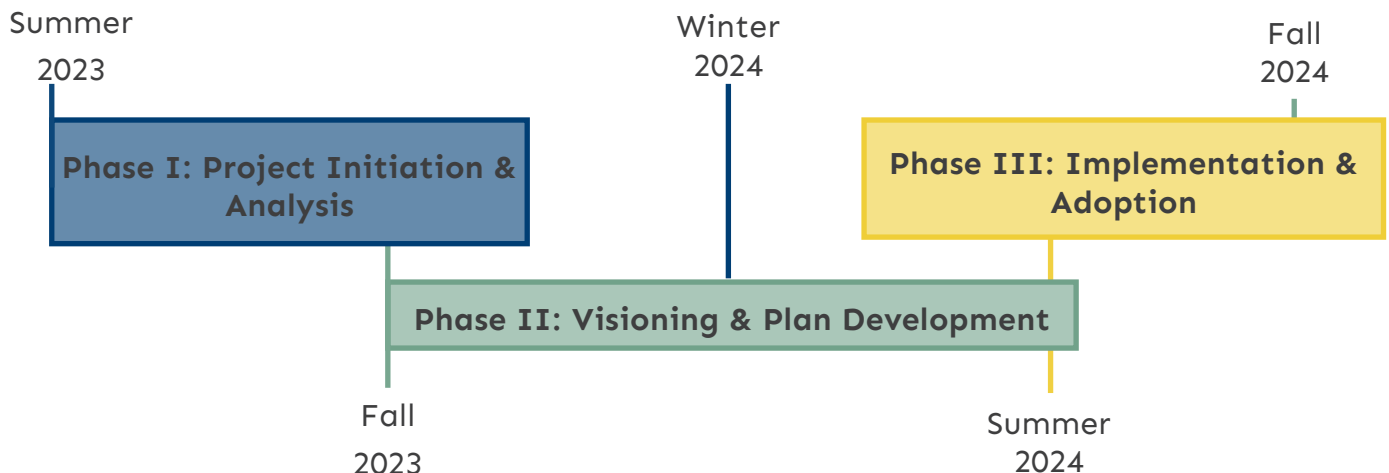 Summer
2023
Winter
2024
Fall
2024
Phase I: Project Initiation &
Analysis
Phase III: Implementation &
Adoption
Phase II: Visioning & Plan Development
Fall
2023
Summer
2024